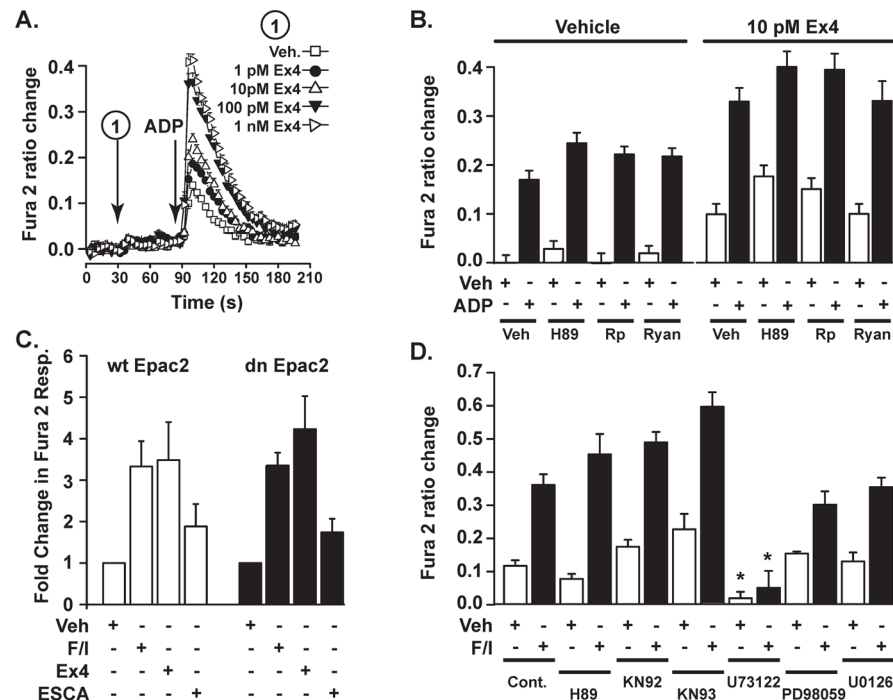 A.
1
Veh.
1 pM Ex4
10pM Ex4
100 pM Ex4
1 nM Ex4
1
ADP
Fura 2 ratio change
0.4
0.3
0.2
0.1
0.0
0 30 60 90 120 150 180 210
Time (s)
B.
Vehicle 10 pM Ex4
Fura 2 ratio change
0.4
0.3
0.2
0.1
0.0
Veh + - + - + - + - + - + - + - + -
ADP - + - + - + - + - + - + - + - +
Veh H89 Rp Ryan Veh H89 Rp Ryan
C.
wt Epac2 dn Epac2
Fold Change in Fura 2 Resp.
6
5
4
3
2
1
0
Veh + - - - + - - -
F/I - + - - - + - -
Ex4 - - + - - - + -
ESCA - - - + - - - +
D.
Fura 2 ratio change
0.7
0.6
0.5
0.4
0.3
0.2
0.1
0.0
* *
Veh + - + - + - + - + - + - + -
F/I - + - + - + - + - + - + - +
Cont. H89 KN92 KN93 U73122 PD98059 U0126